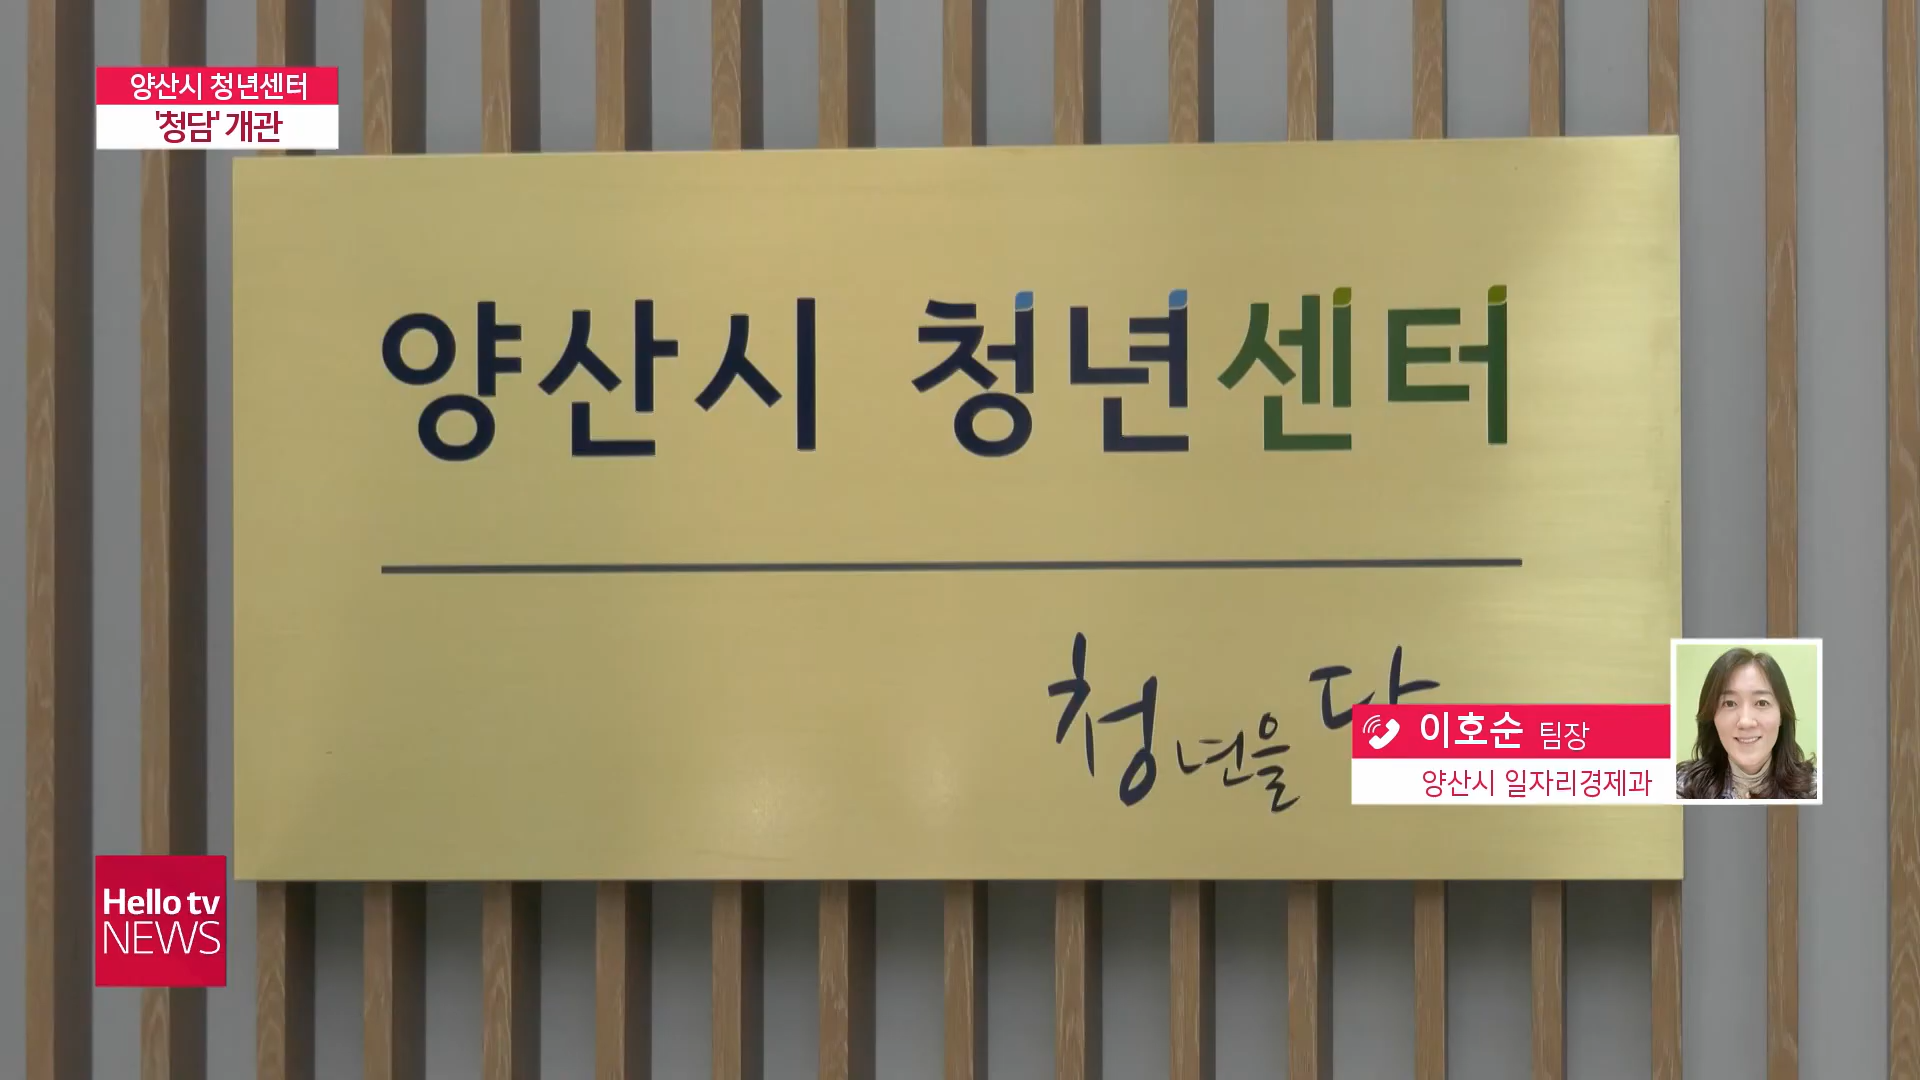 양산시 청년센터
'청담' 개관
양산시 청년센터
청년을
이호순 팀장
양산시 일자리경제과
Hello tv
NEWS